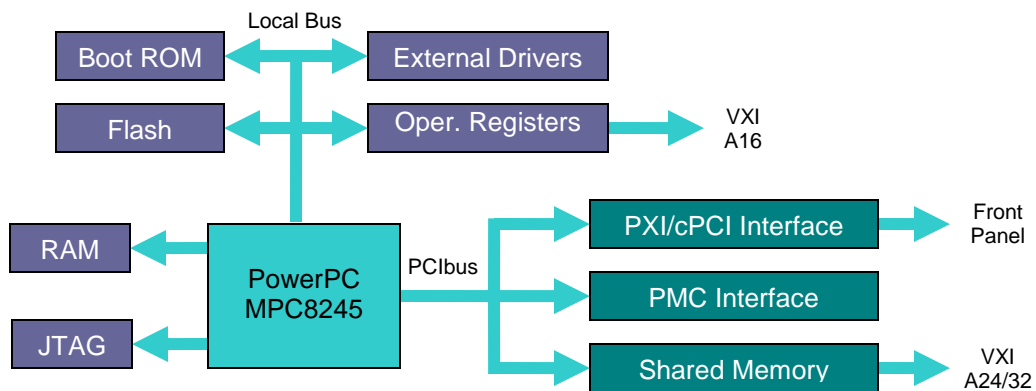 Local Bus
Boot ROM
External Drivers
Flash
Oper. Registers
VXI
A16
PXI/cPCI Interface
Front
Panel
RAM
PCIbus
PowerPC
MPC8245
PMC Interface
JTAG
Shared Memory
VXI
A24/32